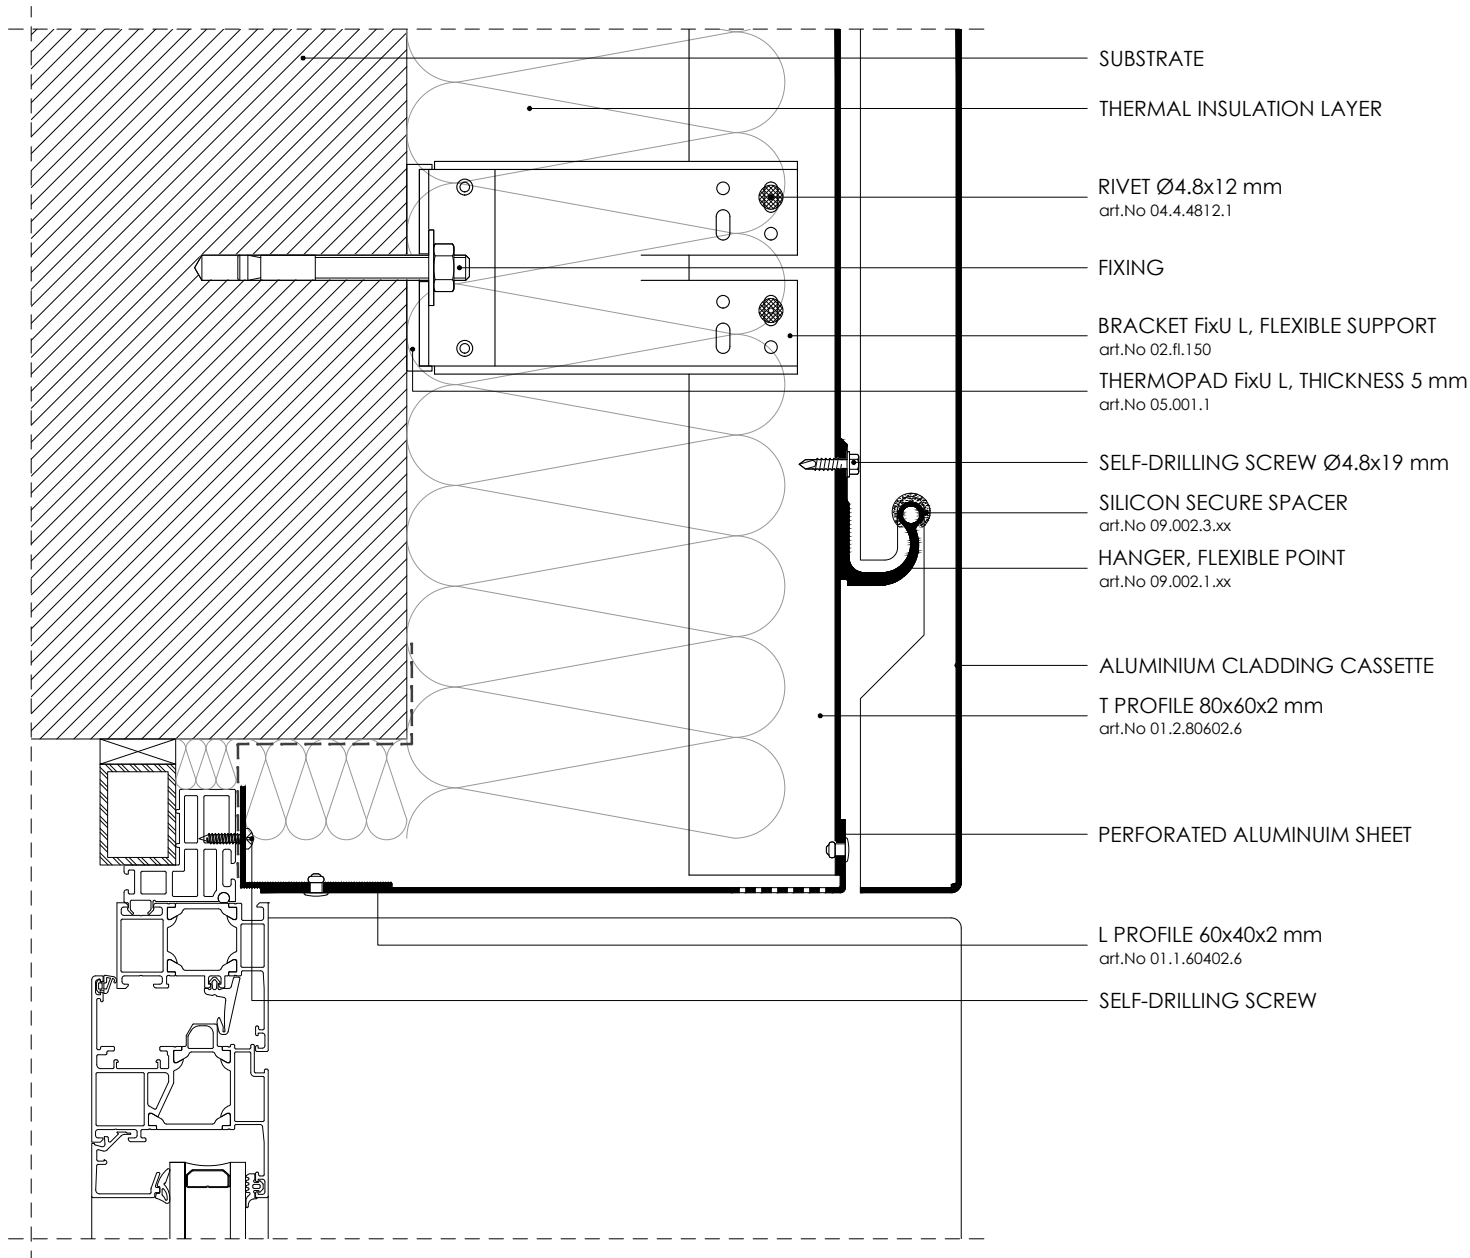 SUBSTRATE
THERMAL INSULATION LAYER
RIVET Ø4.8x12 mm
art.No 04.4.4812.1
FIXING
BRACKET FixU L, FLEXIBLE SUPPORT
art.No 02.fl.150
THERMOPAD FixU L, THICKNESS 5 mm
art.No 05.001.1
SELF-DRILLING SCREW Ø4.8x19 mm
SILICON SECURE SPACER
art.No 09.002.3.xx
HANGER, FLEXIBLE POINT
art.No 09.002.1.xx
ALUMINIUM CLADDING CASSETTE
T PROFILE 80x60x2 mm
art.No 01.2.80602.6
PERFORATED ALUMINUIM SHEET
L PROFILE 60x40x2 mm
art.No 01.1.60402.6
SELF-DRILLING SCREW